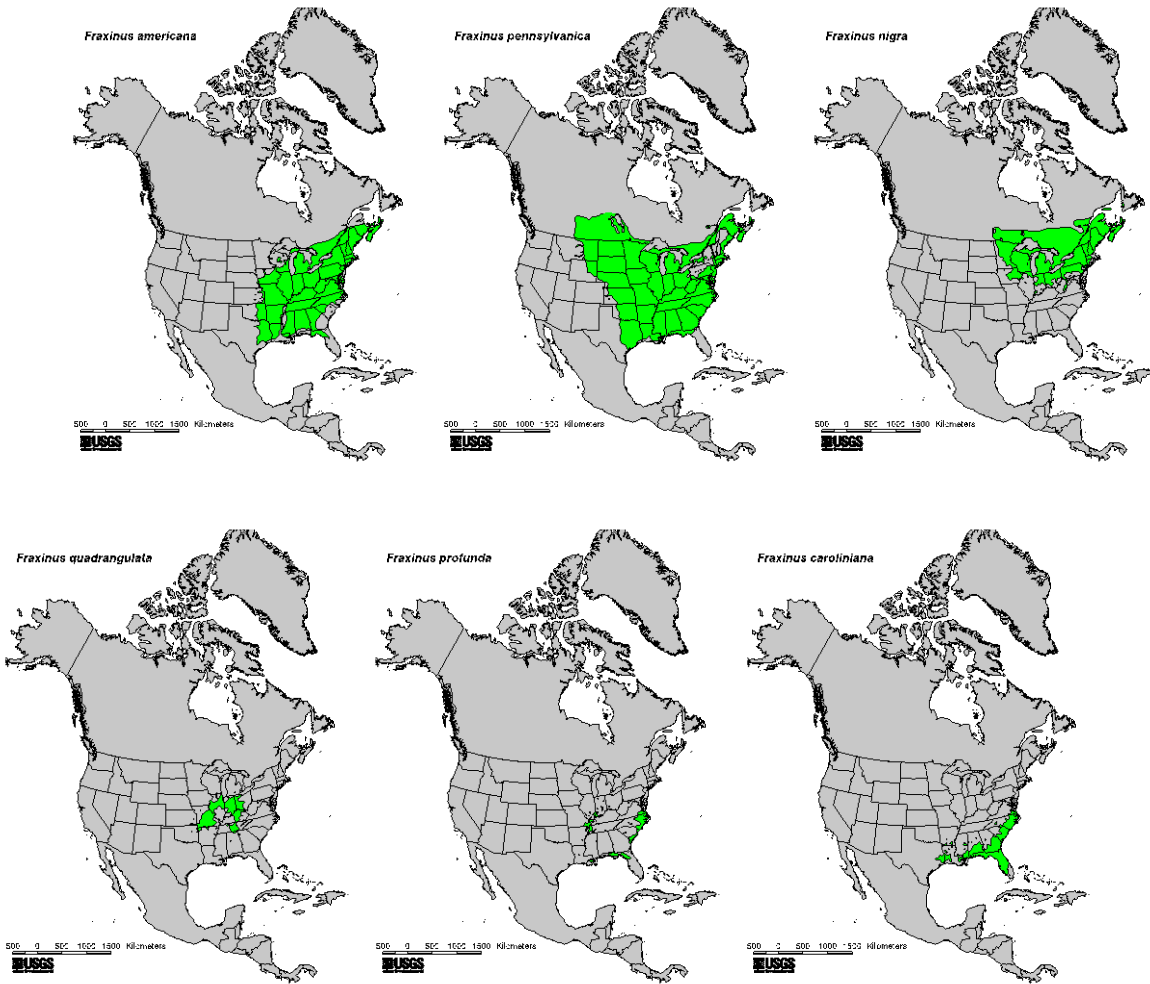 Fraxinus americana
Fraxinus pennsylvanica
Fraxinus nigra
500 0 500 1000 1500 Kilometers
USGS
500 0 500 1000 1500 Kilometers
USGS
500 0 500 1000 1500 Kilometers
USGS
Fraxinus quadrangulata
Fraxinus profunda
Fraxinus caroliniana
500 0 500 1000 1500 Kilometers
USGS
500 0 500 1000 1500 Kilometers
USGS
500 0 500 1000 1500 Kilometers
USGS